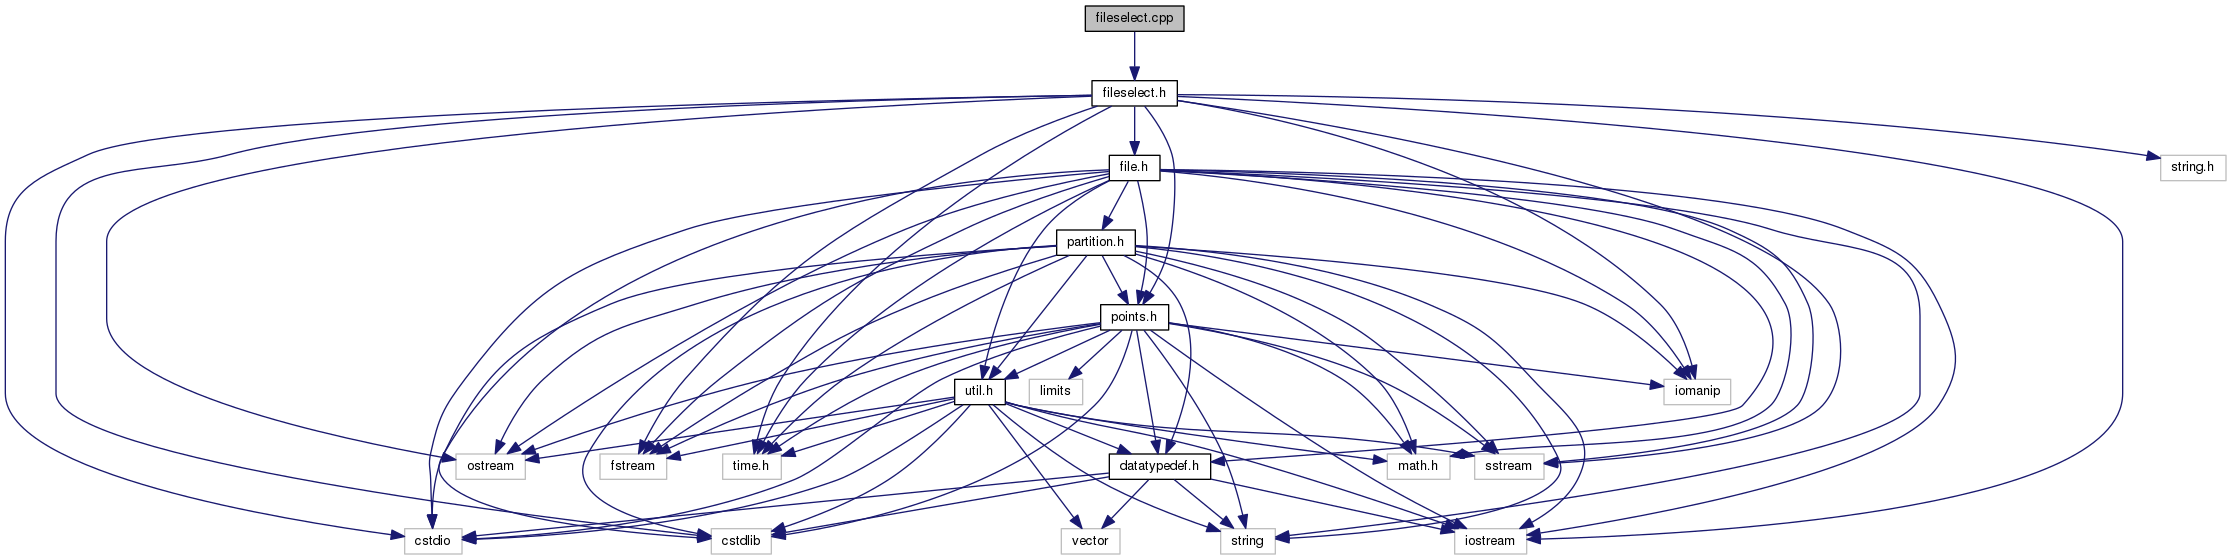 fileselect.cpp
fileselect.h
file.h
string.h
partition.h
points.h
util.h
limits
iomanip
ostream
fstream
time.h
datatypedef.h
math.h
sstream
cstdio
cstdlib
vector
string
iostream